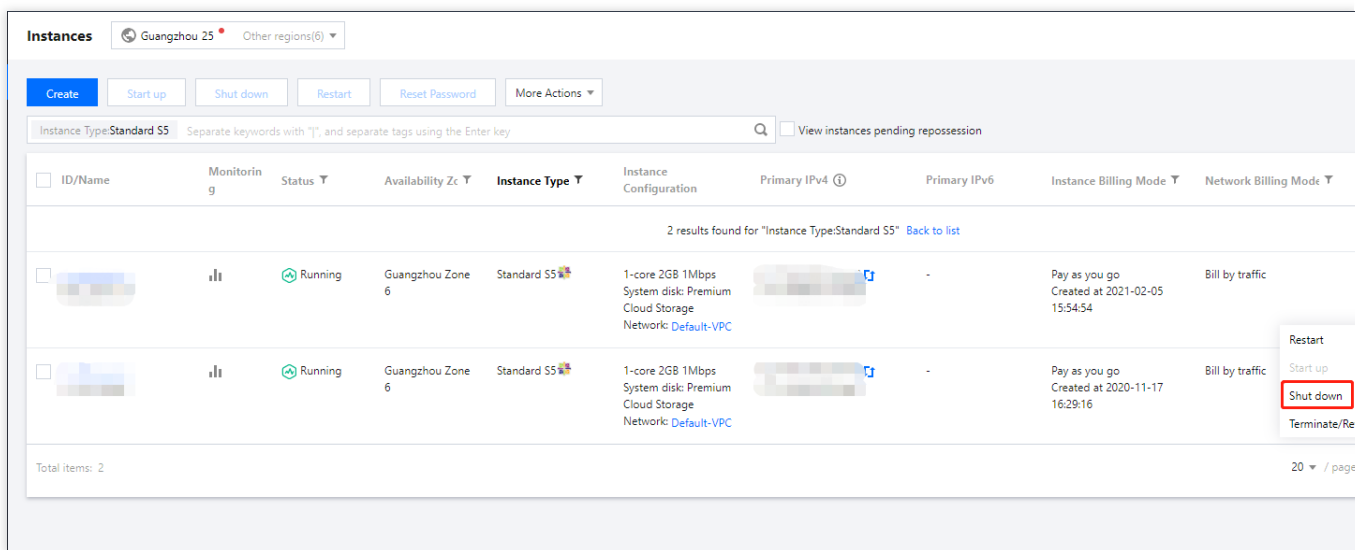 Instances Guangzhou 25 Other regions(6)
Create Start up Shut down Restart Reset Password More Actions
Instance Type:Standard S5 Separate keywords with "|", and separate tags using the Enter key View instances pending repossession
ID/Name Monitorin Status Availability Zc Instance Type Instance Primary IPv4 Primary IPv6 Instance Billing Mode Network Billing Mode
g Configuration
2 results found for "Instance Type:Standard S5" Back to list
Running Guangzhou Zone Standard S5 1-core 2GB 1Mbps - Pay as you go Bill by traffic
6 System disk: Premium Created at 2021-02-05
Cloud Storage 15:54:54
Network: Default-VPC
Restart
Running Guangzhou Zone Standard S5 1-core 2GB 1Mbps - Pay as you go Bill by traffic Start up
6 System disk: Premium Created at 2020-11-17 Shut down
Cloud Storage 16:29:16
Network: Default-VPC Terminate/Re
Total items: 2 20 / page